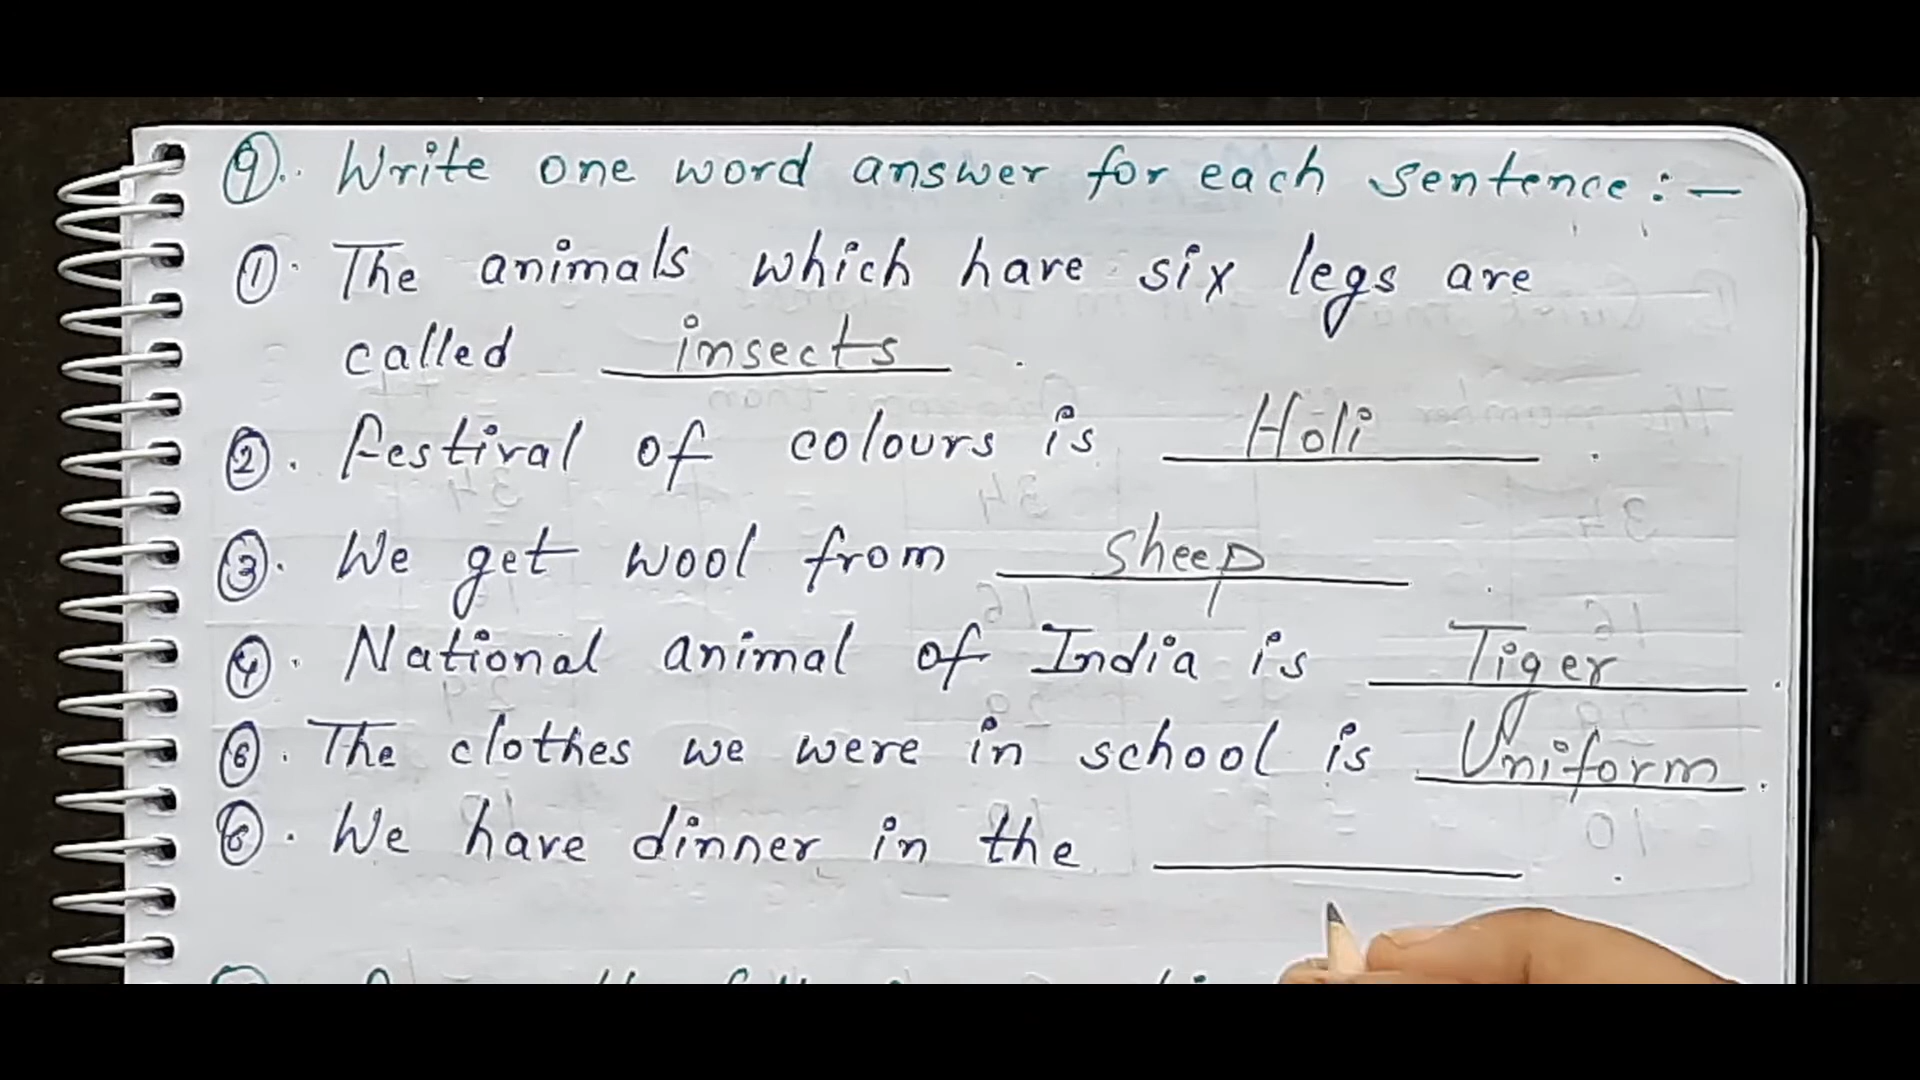 9. Write one word answer for each sentence:-
1. The animals which have six legs are
called insects.
2. Festival of colours is Holi.
3. We get wool from sheep.
4. National animal of India is Tiger.
5. The clothes we were in school is Uniform.
6. We have dinner in the ______.